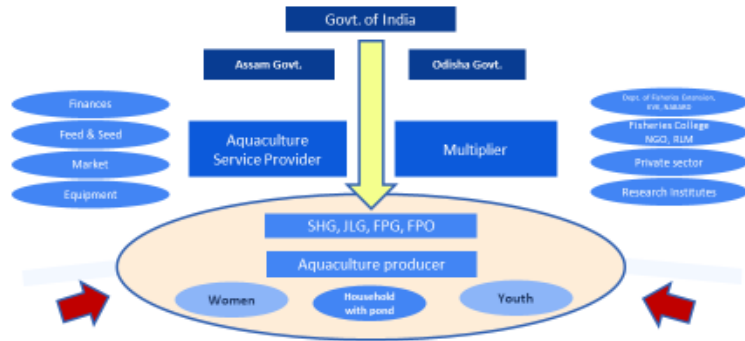 Govt. of India
Assam Govt.
Odisha Govt.
Finances
Feed & Seed
Market
Equipment
Aquaculture
Service Provider
Multiplier
Dept. of Fisheries Extension,
KVK, NABARD
Fisheries College
NGO, RLM
Private sector
Research Institutes
SHG, JLG, FPG, FPO
Aquaculture producer
Women
Household
with pond
Youth